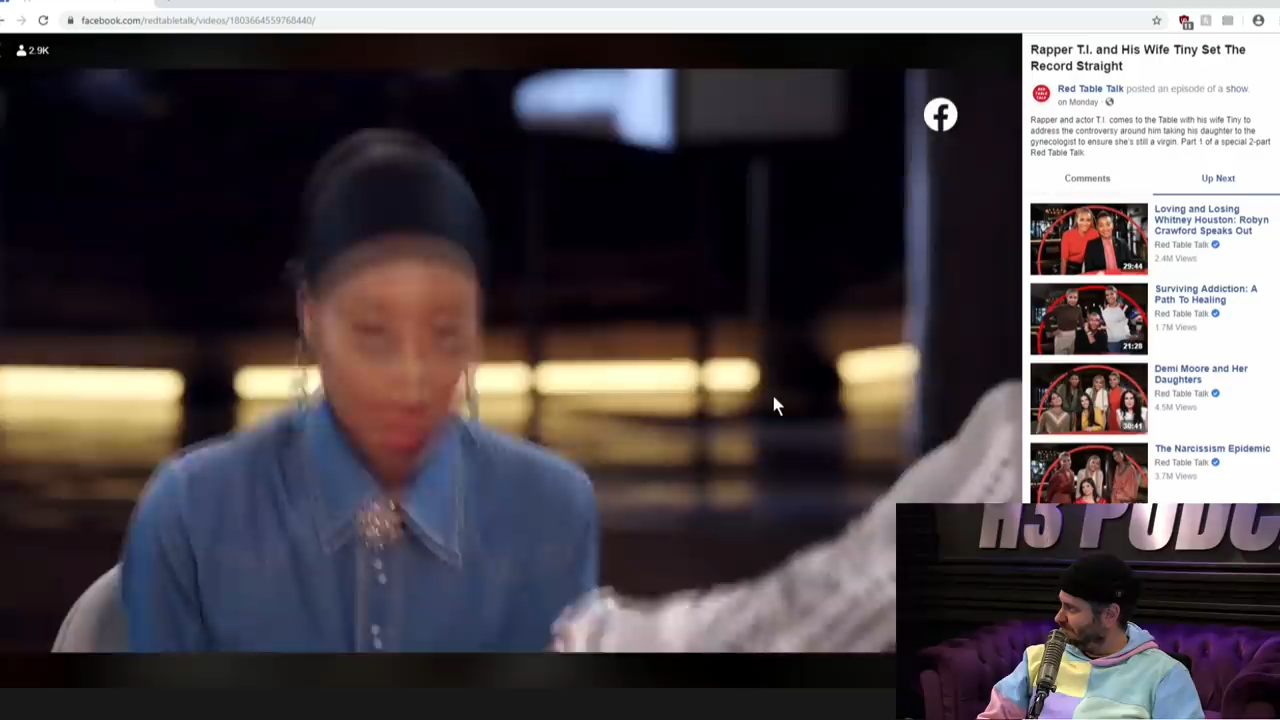 facebook.com/redtabletalk/videos/1803664559768440/
2.9K
Rapper T.I. and His Wife Tiny Set The
Record Straight
Red Table Talk posted an episode of a show.
on Monday ·
Rapper and actor T.I. comes to the Table with his wife Tiny to
address the controversy around him taking his daughter to the
gynecologist to ensure she's still a virgin. Part 1 of a special 2-part
Red Table Talk.
Comments
Up Next
Loving and Losing
Whitney Houston: Robyn
Crawford Speaks Out
Red Table Talk
2.4M Views
29:44
Surviving Addiction: A
Path To Healing
Red Table Talk
1.7M Views
21:28
Demi Moore and Her
Daughters
Red Table Talk
4.5M Views
30:41
The Narcissism Epidemic
Red Table Talk
3.7M Views
H3 PODC